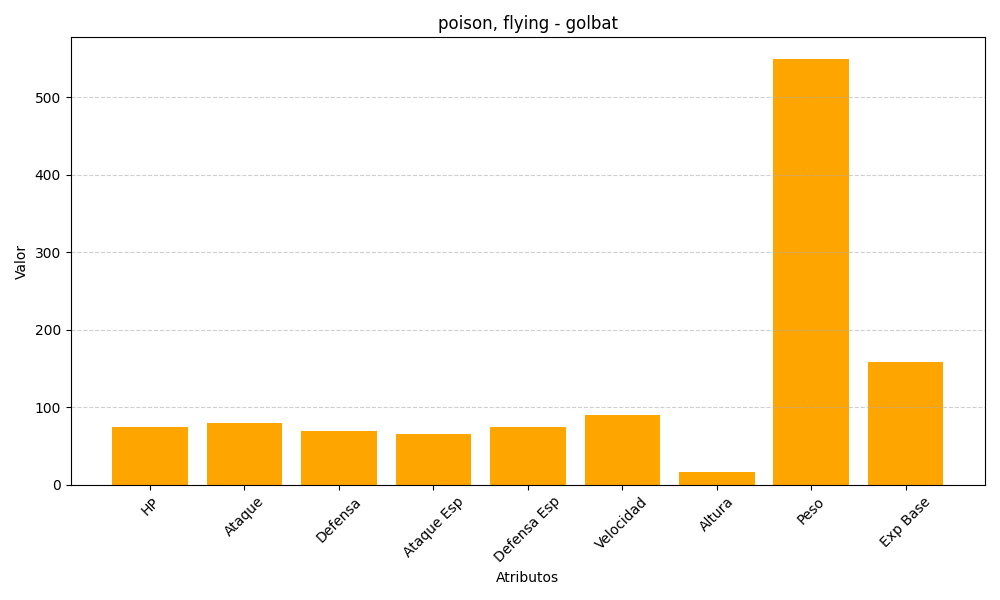 poison, flying - golbat
Valor
500
400
300
200
100
0
HP
Ataque
Defensa
Ataque Esp
Defensa Esp
Velocidad
Altura
Peso
Exp Base
Atributos